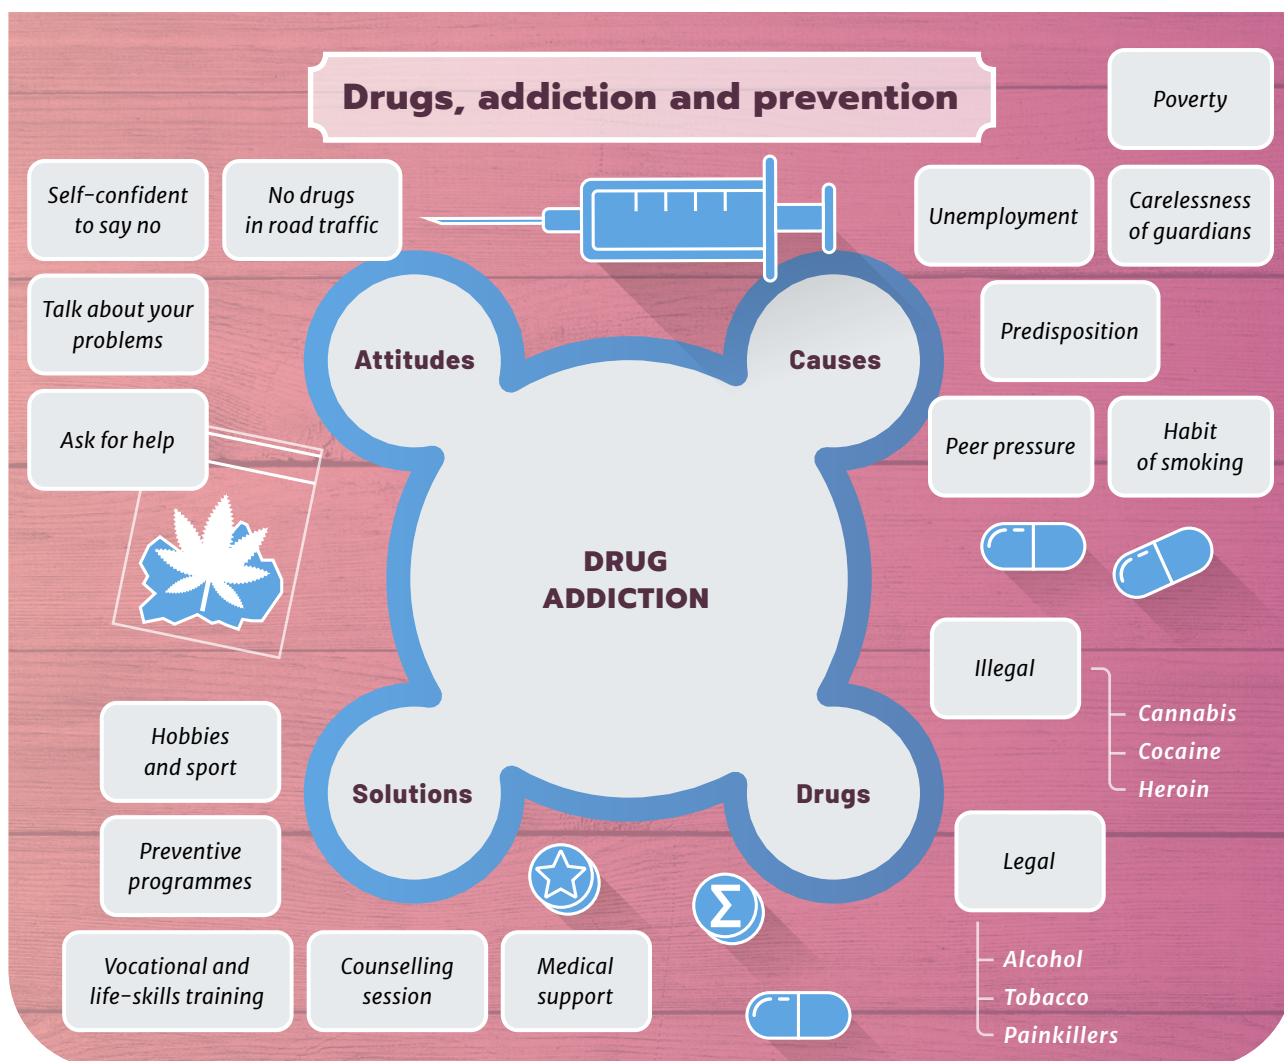 Drugs, addiction and prevention
Self-confident
to say no
No drugs
in road traffic
Talk about your
problems
Ask for help
Attitudes
Poverty
Unemployment
Carelessness
of guardians
Predisposition
Peer pressure
Habit
of smoking
Causes
DRUG
ADDICTION
Hobbies
and sport
Preventive
programmes
Vocational and
life-skills training
Counselling
session
Medical
support
Solutions
Drugs
Illegal
Cannabis
Cocaine
Heroin
Legal
Alcohol
Tobacco
Painkillers
Σ